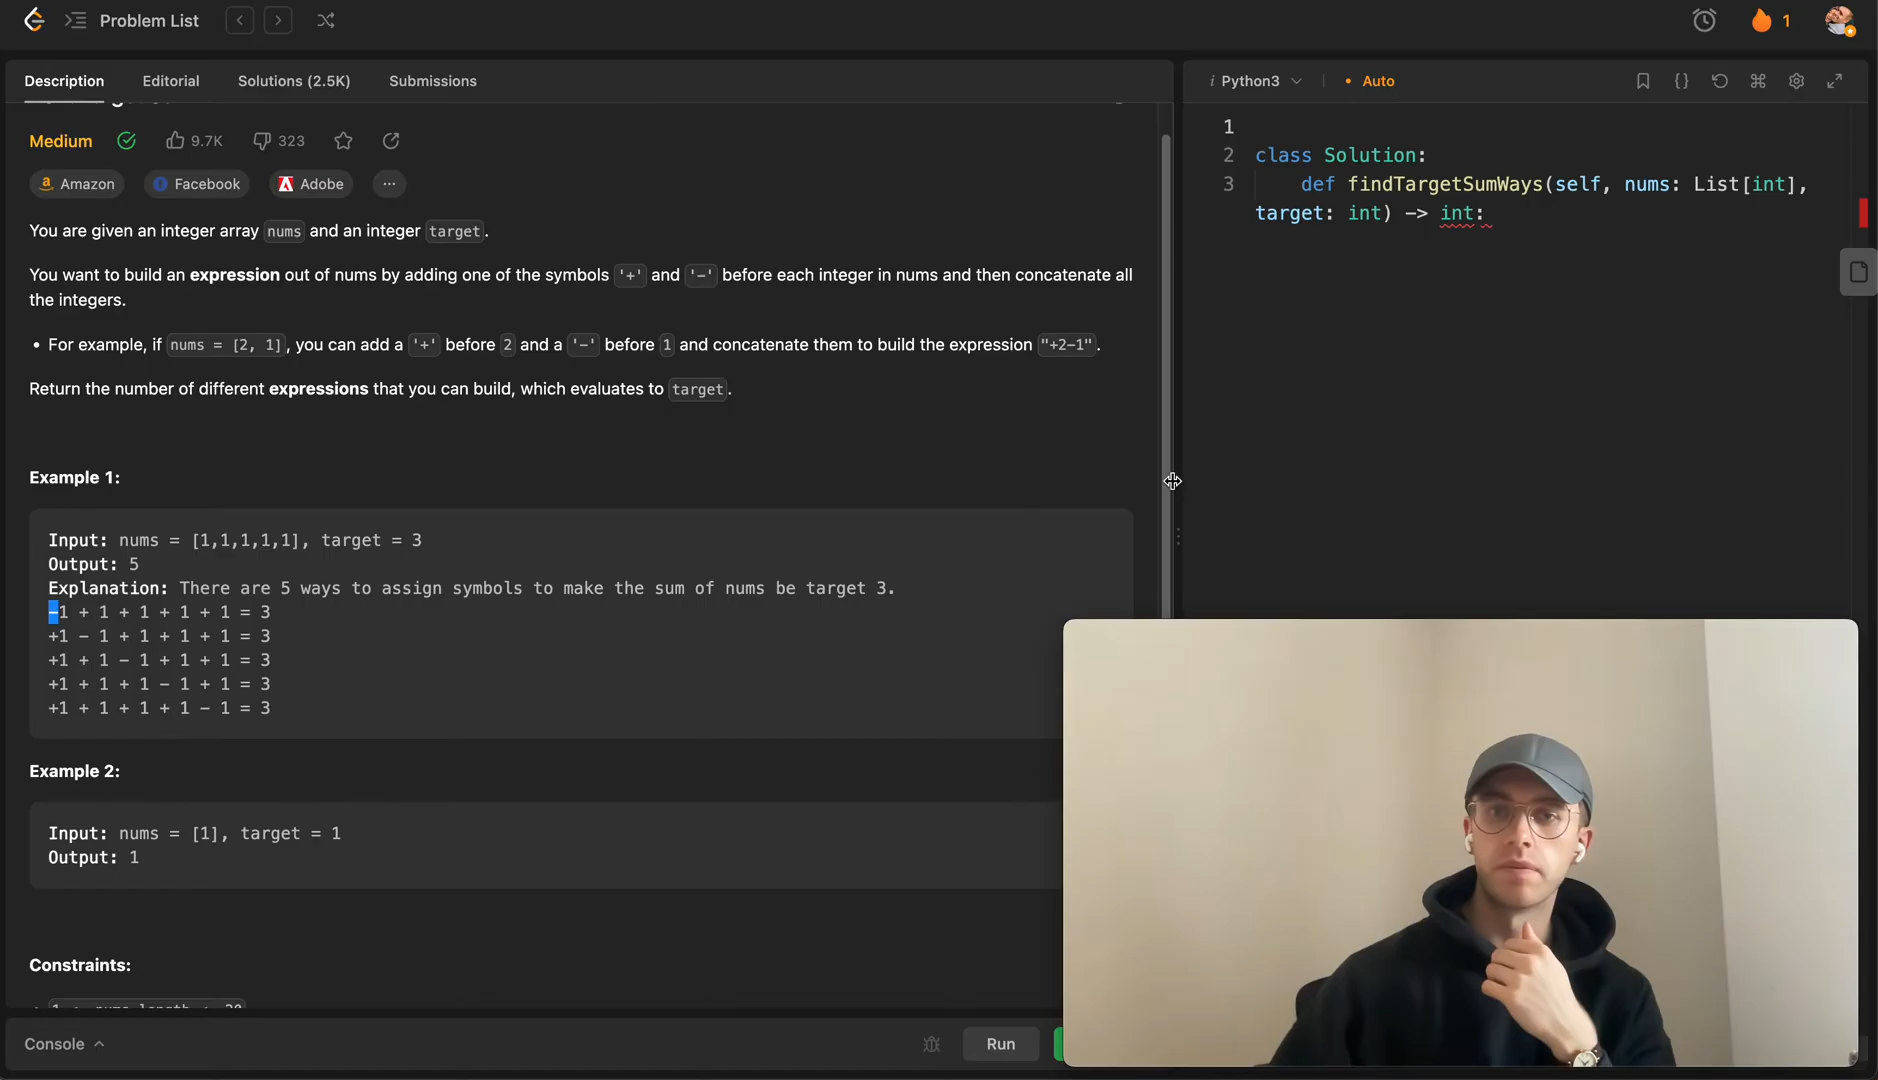 Problem List
1
Description Editorial Solutions (2.5K) Submissions
Medium 9.7K 323
Amazon Facebook Adobe ...
You are given an integer array nums and an integer target.
You want to build an expression out of nums by adding one of the symbols '+' and '-' before each integer in nums and then concatenate all
the integers.
• For example, if nums = [2, 1], you can add a '+' before 2 and a '-' before 1 and concatenate them to build the expression "+2-1".
Return the number of different expressions that you can build, which evaluates to target.
Example 1:
Input: nums = [1,1,1,1,1], target = 3
Output: 5
Explanation: There are 5 ways to assign symbols to make the sum of nums be target 3.
-1 + 1 + 1 + 1 + 1 = 3
+1 - 1 + 1 + 1 + 1 = 3
+1 + 1 - 1 + 1 + 1 = 3
+1 + 1 + 1 - 1 + 1 = 3
+1 + 1 + 1 + 1 - 1 = 3
Example 2:
Input: nums = [1], target = 1
Output: 1
Constraints:
Console Run
i Python3 • Auto
1
2 class Solution:
3 def findTargetSumWays(self, nums: List[int],
target: int) -> int: